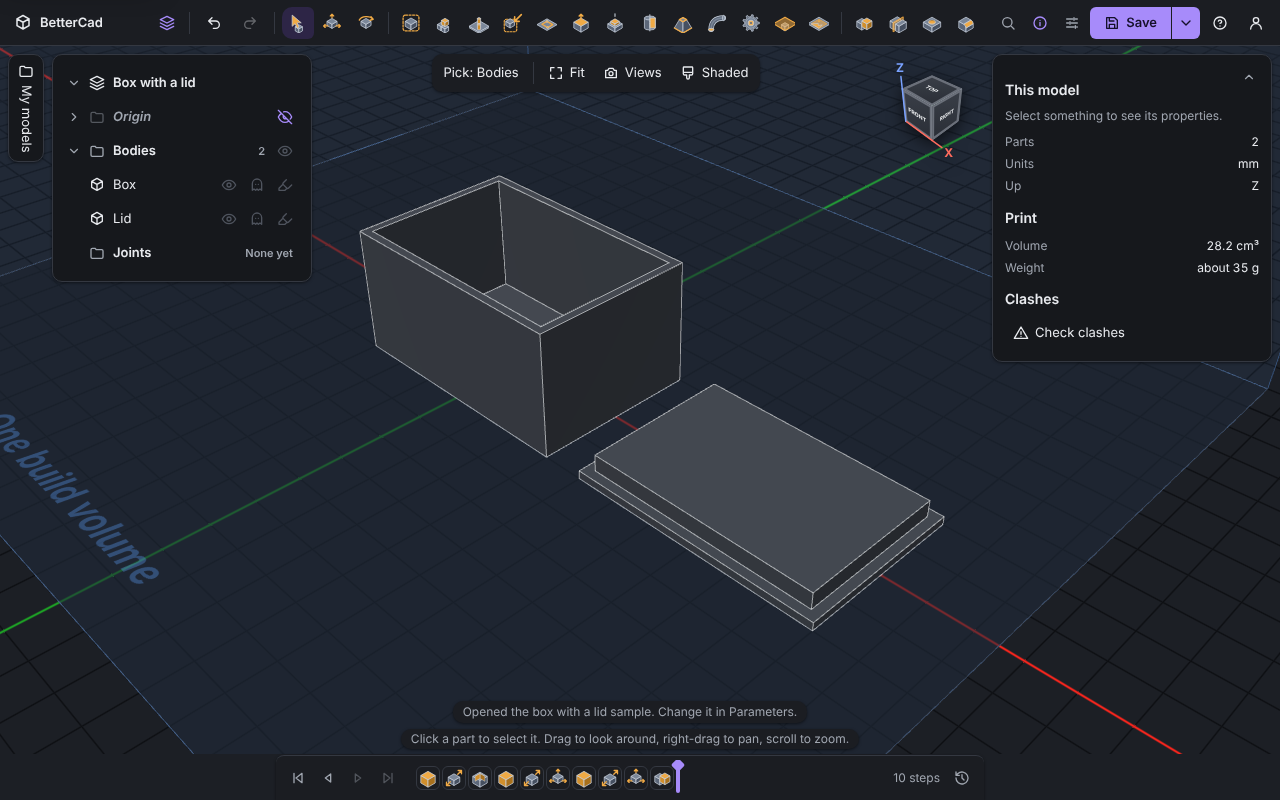 BetterCad
Save
My models
Box with a lid
Origin
Bodies
2
Box
Lid
Joints
None yet
Pick: Bodies
Fit
Views
Shaded
Z
TOP
FRONT
RIGHT
X
This model
Select something to see its properties.
Parts
2
Units
mm
Up
Z
Print
Volume
28.2 cm³
Weight
about 35 g
Clashes
Check clashes
One build volume
Opened the box with a lid sample. Change it in Parameters.
Click a part to select it. Drag to look around, right-drag to pan, scroll to zoom.
10 steps